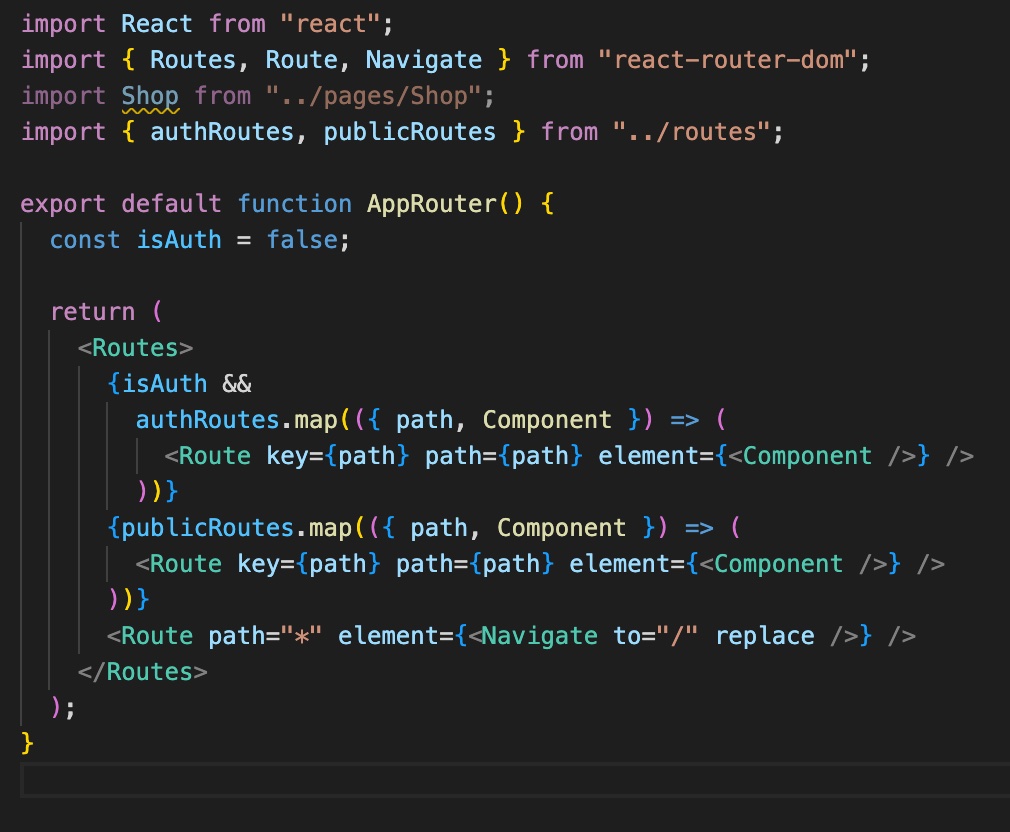 import React from "react";
import { Routes, Route, Navigate } from "react-router-dom";
import Shop from "../pages/Shop";
import { authRoutes, publicRoutes } from "../routes";

export default function AppRouter() {
  const isAuth = false;

  return (
    <Routes>
      {isAuth &&
        authRoutes.map(({ path, Component }) => (
          <Route key={path} path={path} element={<Component />} />
        ))}
      {publicRoutes.map(({ path, Component }) => (
        <Route key={path} path={path} element={<Component />} />
      ))}
      <Route path="*" element={<Navigate to="/" replace />} />
    </Routes>
  );
}